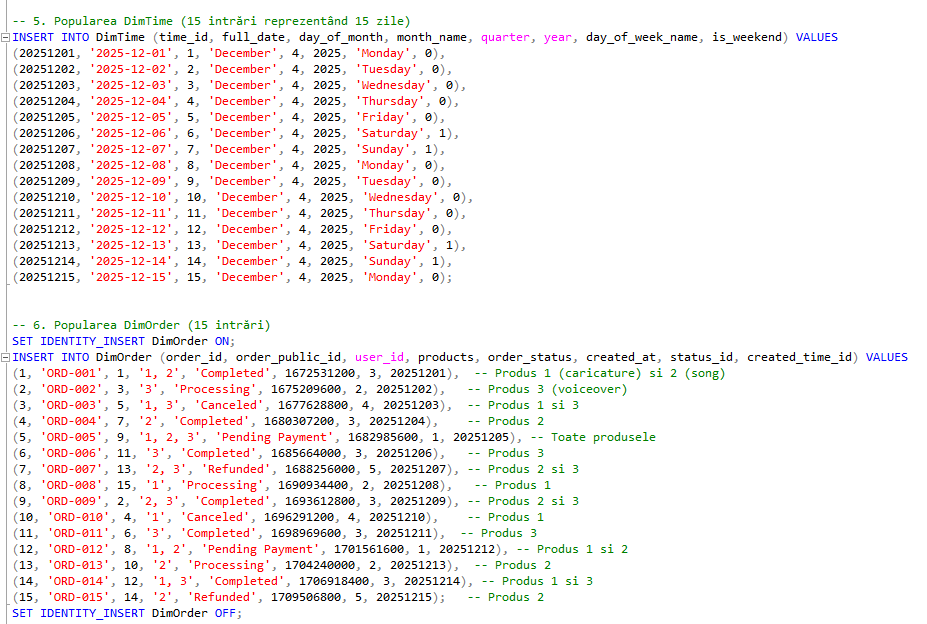 -- 5. Popularea DimTime (15 intrări reprezentând 15 zile)
INSERT INTO DimTime (time_id, full_date, day_of_month, month_name, quarter, year, day_of_week_name, is_weekend) VALUES
(20251201, '2025-12-01', 1, 'December', 4, 2025, 'Monday', 0),
(20251202, '2025-12-02', 2, 'December', 4, 2025, 'Tuesday', 0),
(20251203, '2025-12-03', 3, 'December', 4, 2025, 'Wednesday', 0),
(20251204, '2025-12-04', 4, 'December', 4, 2025, 'Thursday', 0),
(20251205, '2025-12-05', 5, 'December', 4, 2025, 'Friday', 0),
(20251206, '2025-12-06', 6, 'December', 4, 2025, 'Saturday', 1),
(20251207, '2025-12-07', 7, 'December', 4, 2025, 'Sunday', 1),
(20251208, '2025-12-08', 8, 'December', 4, 2025, 'Monday', 0),
(20251209, '2025-12-09', 9, 'December', 4, 2025, 'Tuesday', 0),
(20251210, '2025-12-10', 10, 'December', 4, 2025, 'Wednesday', 0),
(20251211, '2025-12-11', 11, 'December', 4, 2025, 'Thursday', 0),
(20251212, '2025-12-12', 12, 'December', 4, 2025, 'Friday', 0),
(20251213, '2025-12-13', 13, 'December', 4, 2025, 'Saturday', 1),
(20251214, '2025-12-14', 14, 'December', 4, 2025, 'Sunday', 1),
(20251215, '2025-12-15', 15, 'December', 4, 2025, 'Monday', 0);
-- 6. Popularea DimOrder (15 intrări)
SET IDENTITY_INSERT DimOrder ON;
INSERT INTO DimOrder (order_id, order_public_id, user_id, products, order_status, created_at, status_id, created_time_id) VALUES
(1, 'ORD-001', 1, '1, 2', 'Completed', 1672531200, 3, 20251201),  -- Produs 1 (caricature) si 2 (song)
(2, 'ORD-002', 3, '3', 'Processing', 1675209600, 2, 20251202),    -- Produs 3 (voiceover)
(3, 'ORD-003', 5, '1, 3', 'Canceled', 1677628800, 4, 20251203),  -- Produs 1 si 3
(4, 'ORD-004', 7, '2', 'Completed', 1680307200, 3, 20251204),     -- Produs 2
(5, 'ORD-005', 9, '1, 2, 3', 'Pending Payment', 1682985600, 1, 20251205), -- Toate produsele
(6, 'ORD-006', 11, '3', 'Completed', 1685664000, 3, 20251206),    -- Produs 3
(7, 'ORD-007', 13, '2, 3', 'Refunded', 1688256000, 5, 20251207), -- Produs 2 si 3
(8, 'ORD-008', 15, '1', 'Processing', 1690934400, 2, 20251208),   -- Produs 1
(9, 'ORD-009', 2, '2, 3', 'Completed', 1693612800, 3, 20251209), -- Produs 2 si 3
(10, 'ORD-010', 4, '1', 'Canceled', 1696291200, 4, 20251210),    -- Produs 1
(11, 'ORD-011', 6, '3', 'Completed', 1698969600, 3, 20251211),  -- Produs 3
(12, 'ORD-012', 8, '1, 2', 'Pending Payment', 1701561600, 1, 20251212), -- Produs 1 si 2
(13, 'ORD-013', 10, '2', 'Processing', 1704240000, 2, 20251213),  -- Produs 2
(14, 'ORD-014', 12, '1, 3', 'Completed', 1706918400, 3, 20251214), -- Produs 1 si 3
(15, 'ORD-015', 14, '2', 'Refunded', 1709506800, 5, 20251215);   -- Produs 2
SET IDENTITY_INSERT DimOrder OFF;